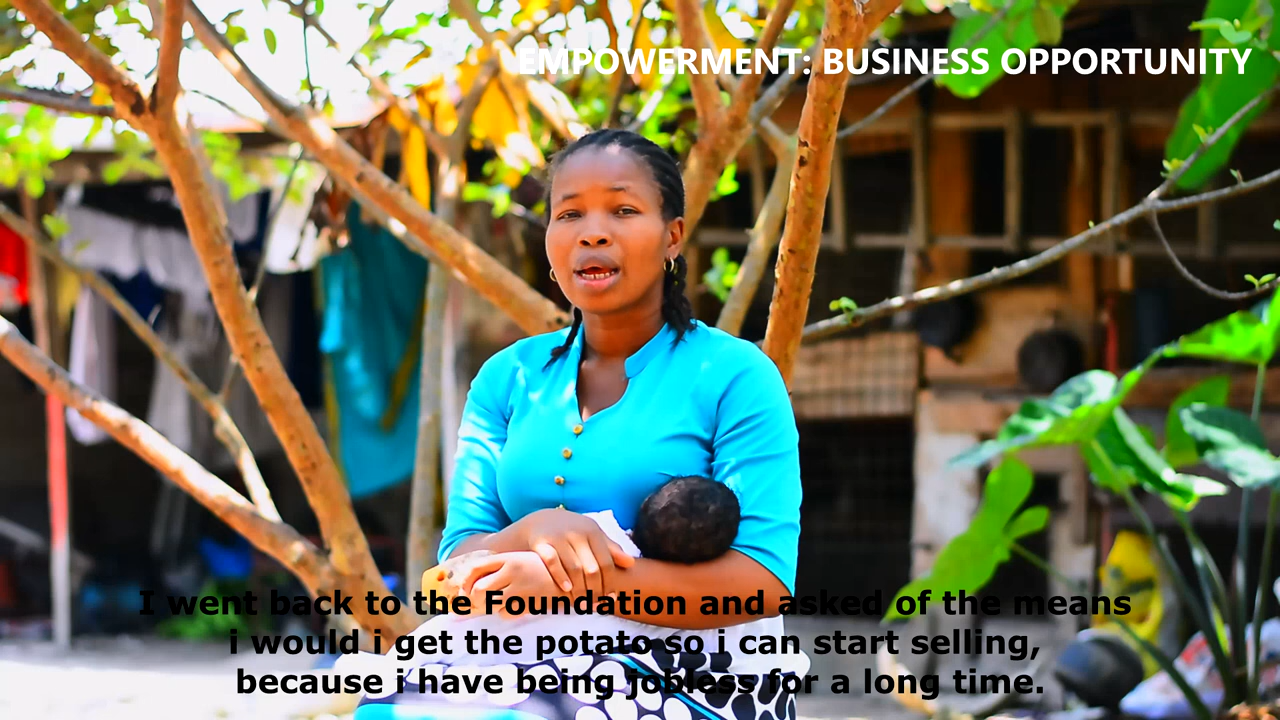 EMPOWERMENT: BUSINESS OPPORTUNITY
I went back to the Foundation and asked of the means
i would i get the potato so i can start selling,
because i have being jobless for a long time.